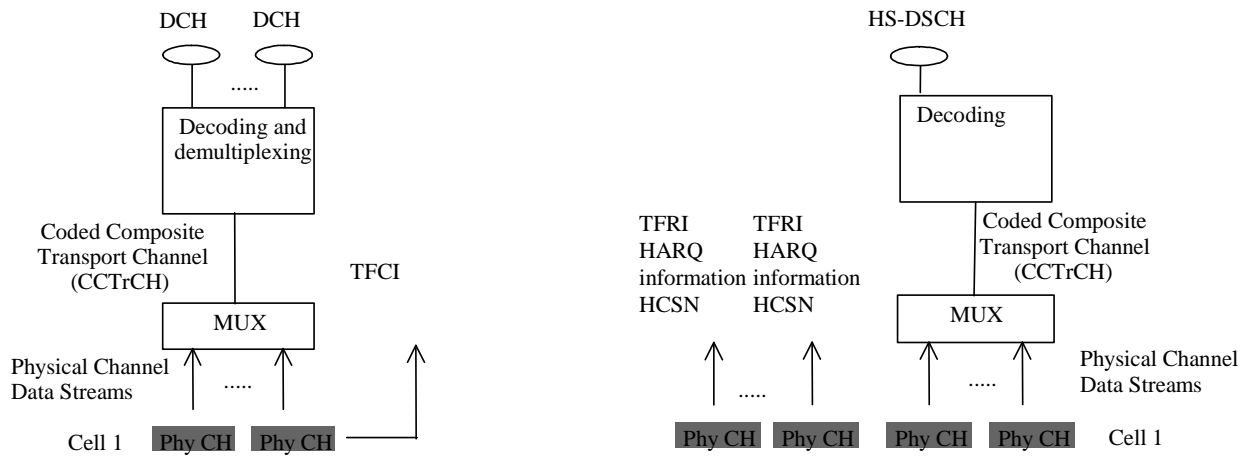 DCH DCH
.....
Decoding and
demultiplexing
Coded Composite
Transport Channel
(CCTrCH)
TFCI
MUX
Physical Channel
Data Streams
.....
Cell 1 Phy CH Phy CH
HS-DSCH
Decoding
TFRI
HARQ
information
HCSN
TFRI
HARQ
information
HCSN
Coded Composite
Transport Channel
(CCTrCH)
MUX
Physical Channel
Data Streams
.....
.....
Phy CH Phy CH Phy CH Phy CH Cell 1